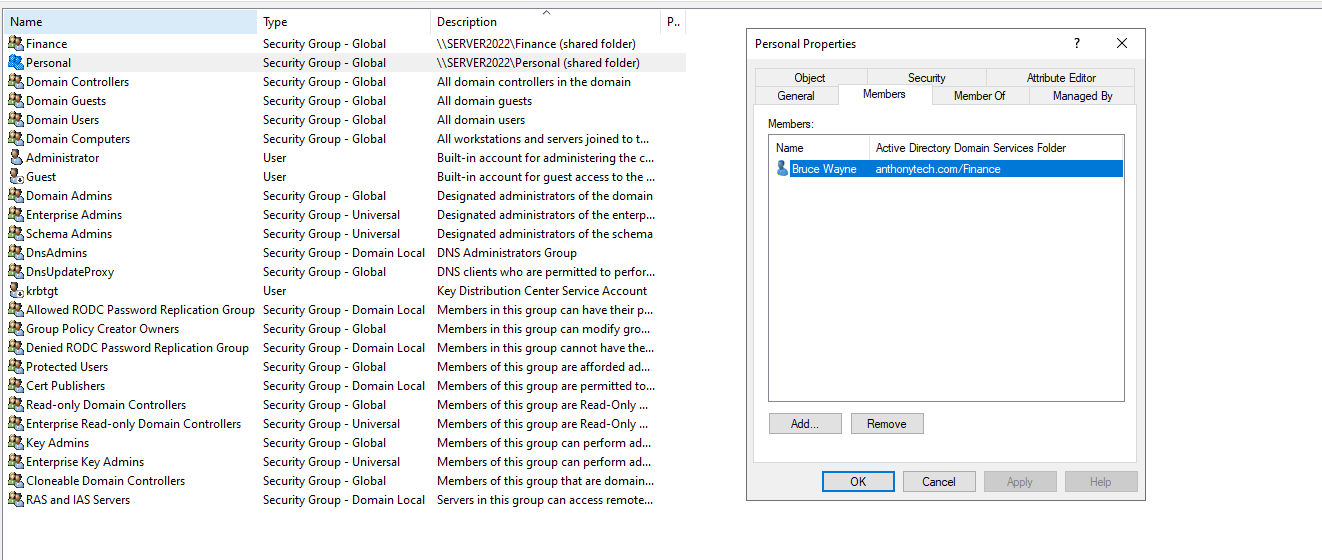 Name Type Description P..
Finance Security Group - Global \\SERVER2022\Finance (shared folder)
Personal Security Group - Global \\SERVER2022\Personal (shared folder)
Domain Controllers Security Group - Global All domain controllers in the domain
Domain Guests Security Group - Global All domain guests
Domain Users Security Group - Global All domain users
Domain Computers Security Group - Global All workstations and servers joined to t...
Administrator User Built-in account for administering the c...
Guest User Built-in account for guest access to the ...
Domain Admins Security Group - Global Designated administrators of the domain
Enterprise Admins Security Group - Universal Designated administrators of the enterp...
Schema Admins Security Group - Universal Designated administrators of the schema
DnsAdmins Security Group - Domain Local DNS Administrators Group
DnsUpdateProxy Security Group - Global DNS clients who are permitted to perfor...
krbtgt User Key Distribution Center Service Account
Allowed RODC Password Replication Group Security Group - Domain Local Members in this group can have their p...
Group Policy Creator Owners Security Group - Global Members in this group can modify gro...
Denied RODC Password Replication Group Security Group - Domain Local Members in this group cannot have the...
Protected Users Security Group - Global Members of this group are afforded ad...
Cert Publishers Security Group - Domain Local Members of this group are permitted to...
Read-only Domain Controllers Security Group - Global Members of this group are Read-Only ...
Enterprise Read-only Domain Controllers Security Group - Universal Members of this group are Read-Only ...
Key Admins Security Group - Global Members of this group can perform ad...
Enterprise Key Admins Security Group - Universal Members of this group can perform ad...
Cloneable Domain Controllers Security Group - Global Members of this group that are domain...
RAS and IAS Servers Security Group - Domain Local Servers in this group can access remote...
Personal Properties ?
Object Security Attribute Editor
General Members Member Of Managed By
Members:
Name Active Directory Domain Services Folder
Bruce Wayne anthonytech.com/Finance
Add... Remove
OK Cancel Apply Help